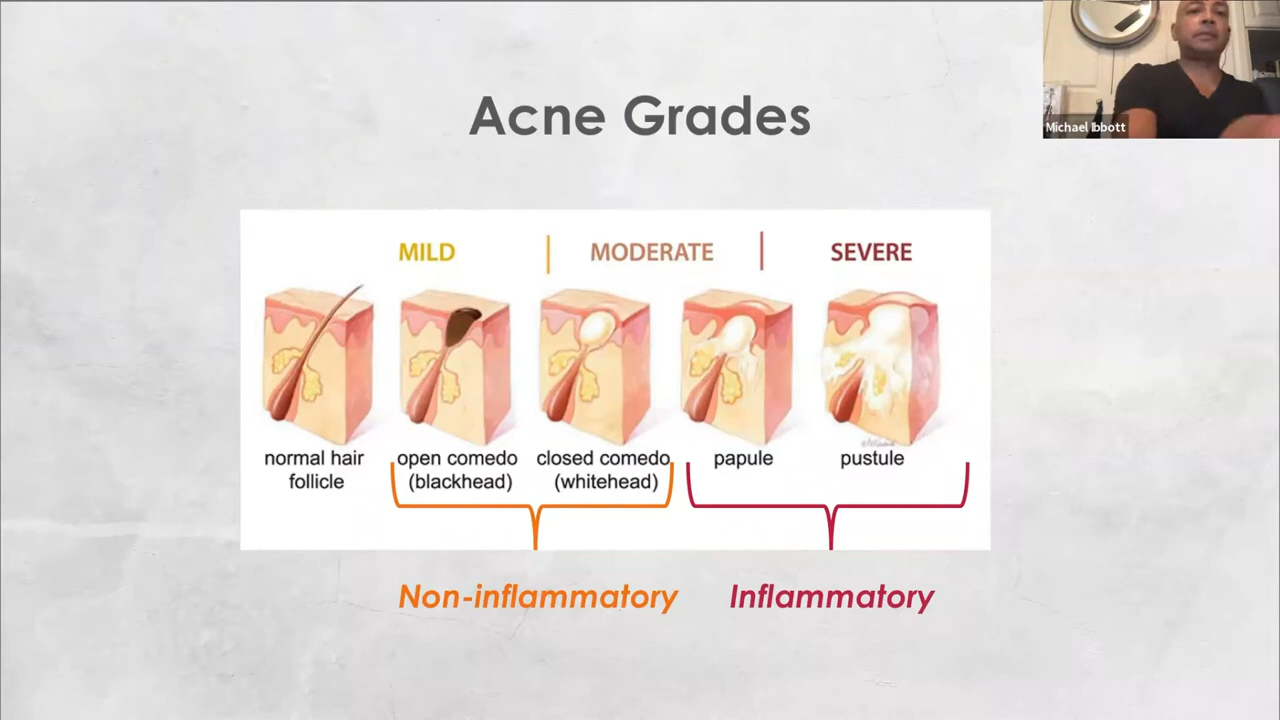 Acne Grades
Michael Ibbott
MILD | MODERATE | SEVERE
normal hair follicle
open comedo (blackhead)
closed comedo (whitehead)
papule
pustule
Non-inflammatory
Inflammatory